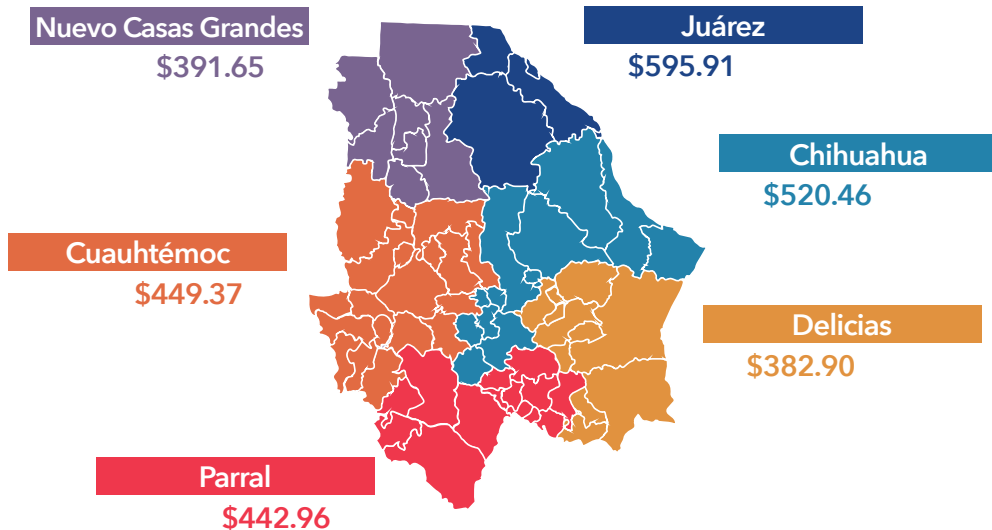 Nuevo Casas Grandes
$391.65
Juárez
$595.91
Chihuahua
$520.46
Cuauhtémoc
$449.37
Delicias
$382.90
Parral
$442.96